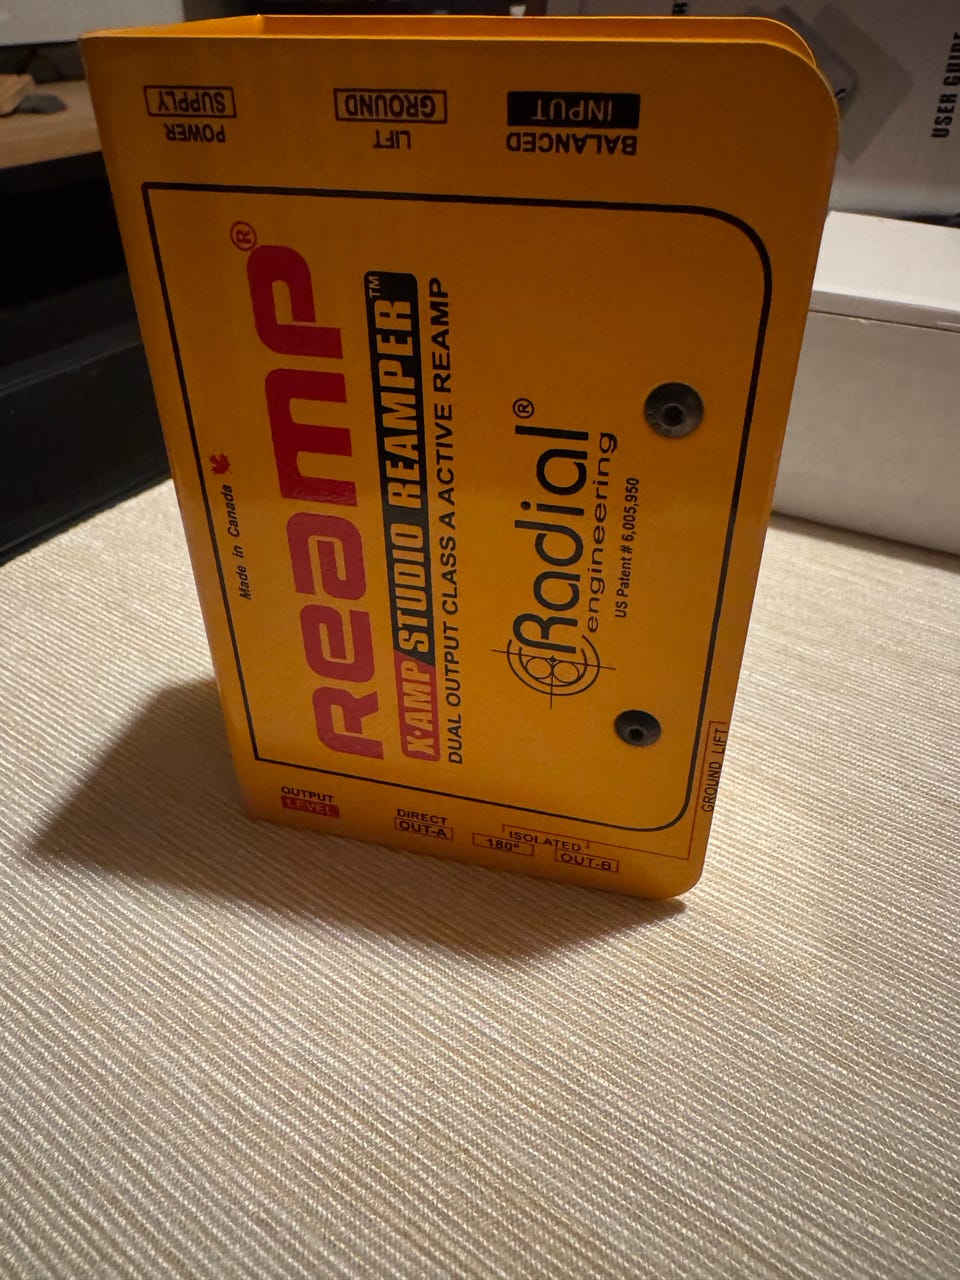 POWER
SUPPLY
LIFT
GROUND
BALANCED
INPUT
Made in Canada
reamp®
X·AMP STUDIO REAMPER™
DUAL OUTPUT CLASS A ACTIVE REAMP
Radial®
engineering
US Patent # 6,005,950
OUTPUT
LEVEL
DIRECT
OUT-A
ISOLATED
180°
OUT-B
GROUND LIFT
USER GUIDE